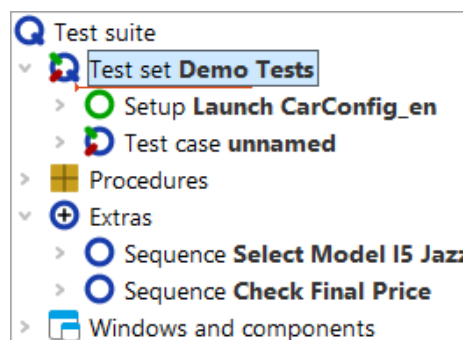 Test suite
Test set Demo Tests
Setup Launch CarConfig_en
Test case unnamed
Procedures
Extras
Sequence Select Model I5 Jazz
Sequence Check Final Price
Windows and components